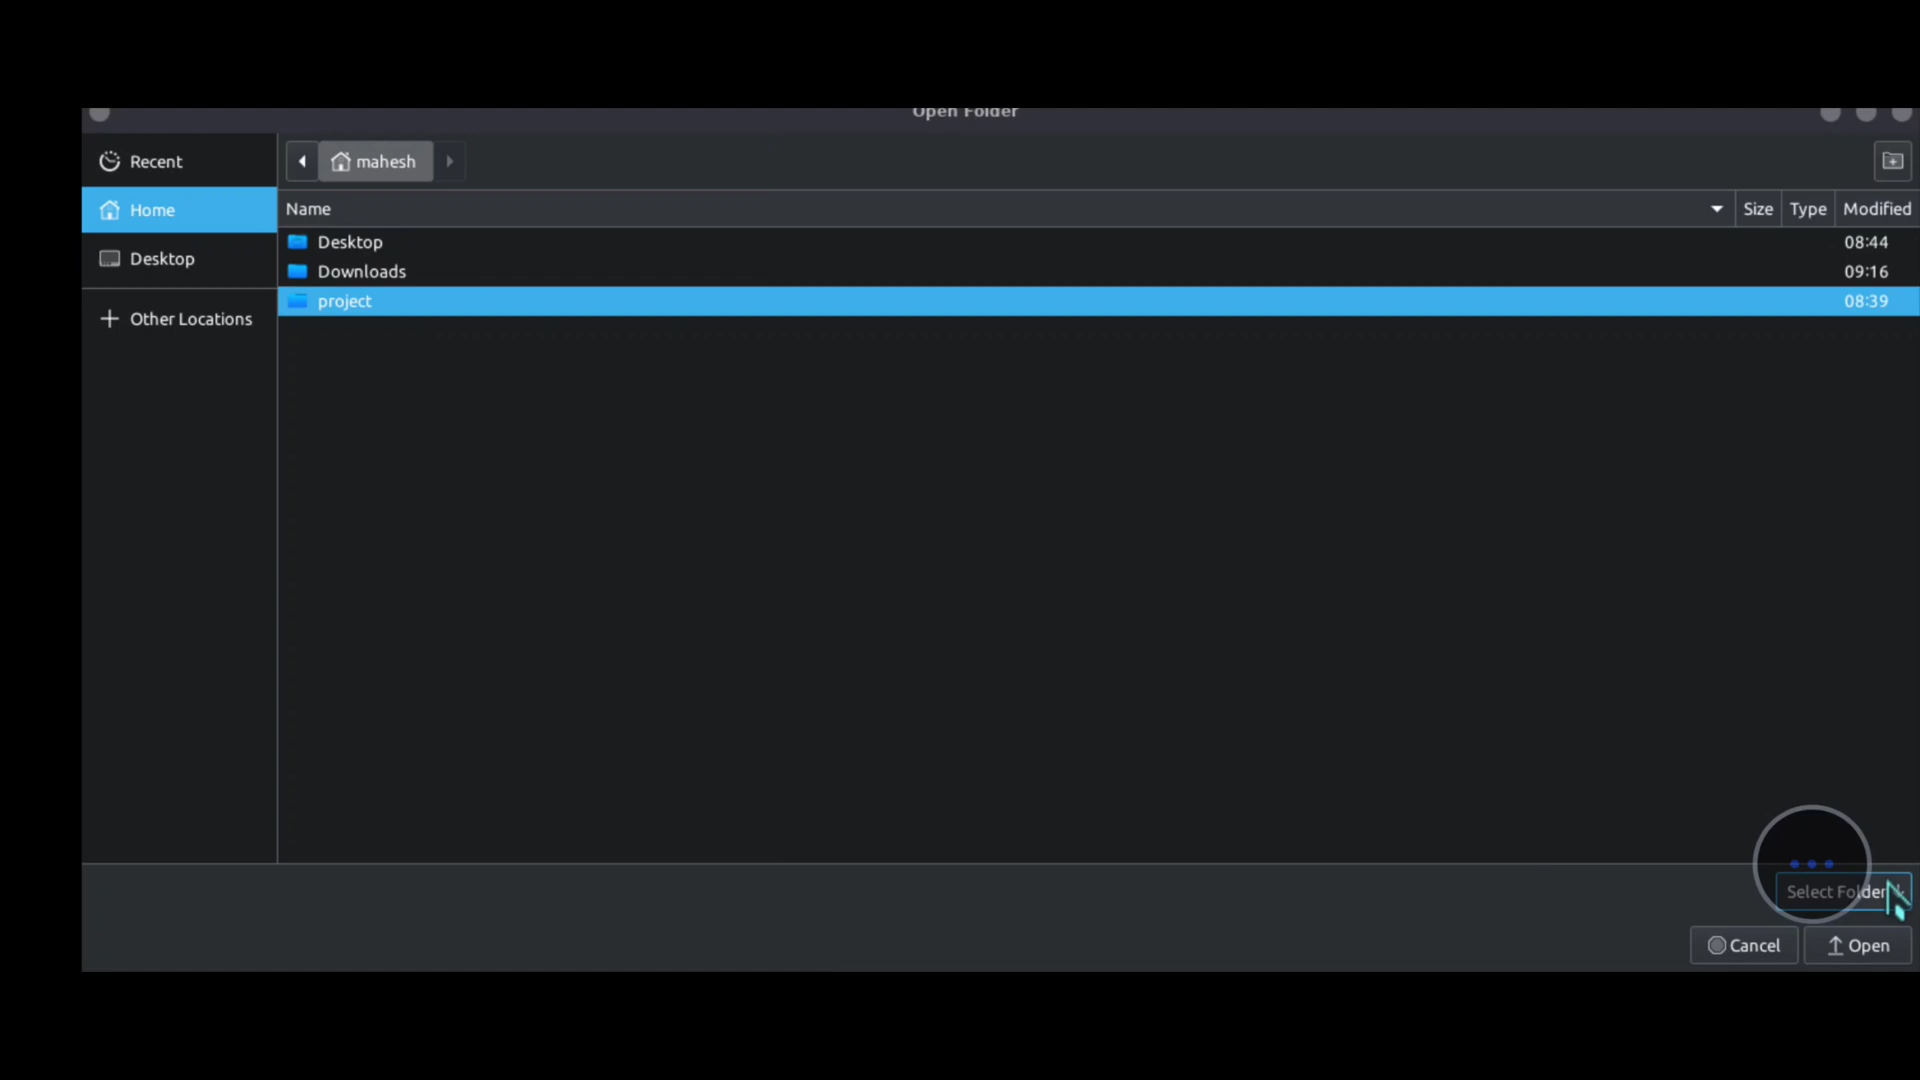 Open Folder
Recent
mahesh
Home
Name Size Type Modified
Desktop 08:44
Desktop
Downloads 09:16
project 08:39
Other Locations
Select Folder
Cancel Open